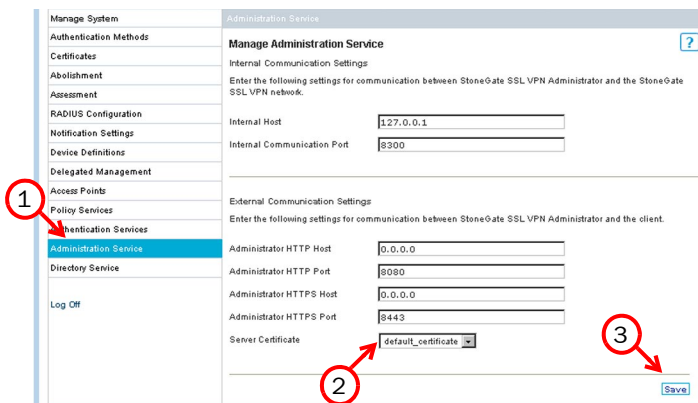 Manage System
Authentication Methods
Certificates
Abolishment
Assessment
RADIUS Configuration
Notification Settings
Device Definitions
Delegated Management
Access Points
Policy Services
Authentication Services
Administration Service
Directory Service
Log Off
1
Administration Service
Manage Administration Service
?
Internal Communication Settings
Enter the following settings for communication between StoneGate SSL VPN Administrator and the StoneGate
SSL VPN network.
Internal Host 127.0.0.1
Internal Communication Port 8300
External Communication Settings
Enter the following settings for communication between StoneGate SSL VPN Administrator and the client.
Administrator HTTP Host 0.0.0.0
Administrator HTTP Port 8080
Administrator HTTPS Host 0.0.0.0
Administrator HTTPS Port 8443
Server Certificate default_certificate
2
3
Save